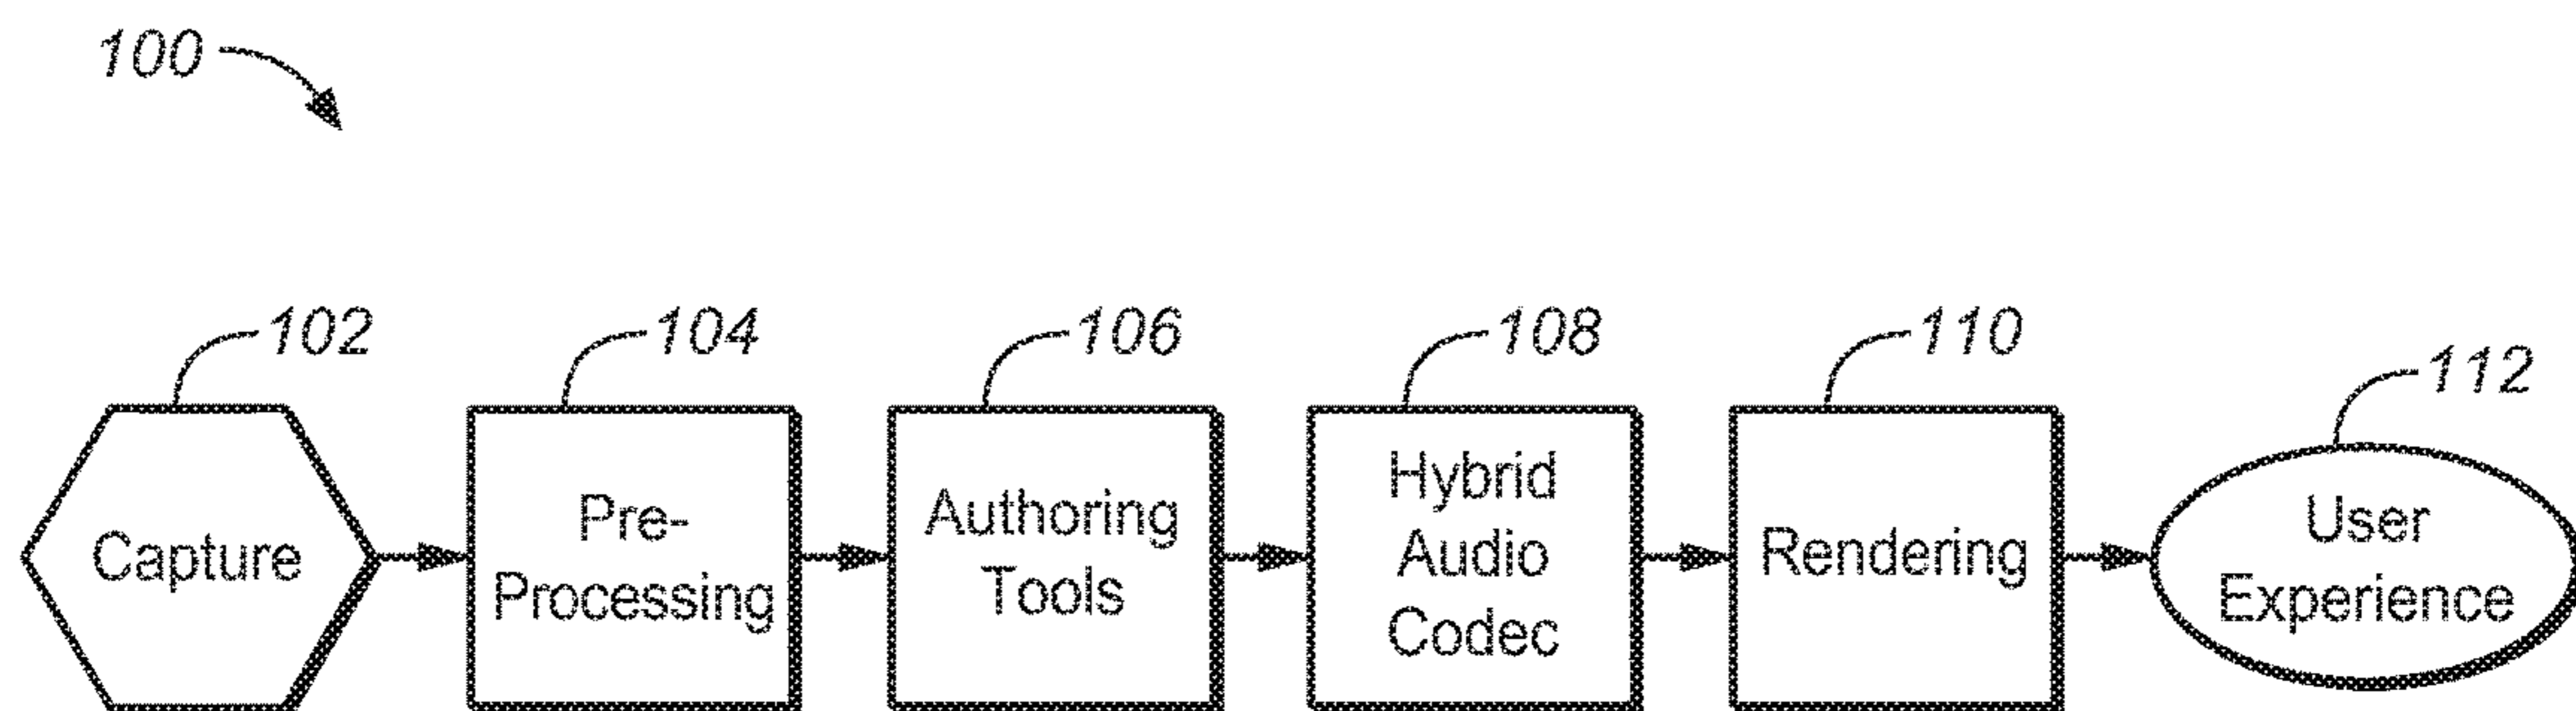 100
102
104
106
108
110
112
Capture
Pre-
Processing
Authoring
Tools
Hybrid
Audio
Codec
Rendering
User
Experience